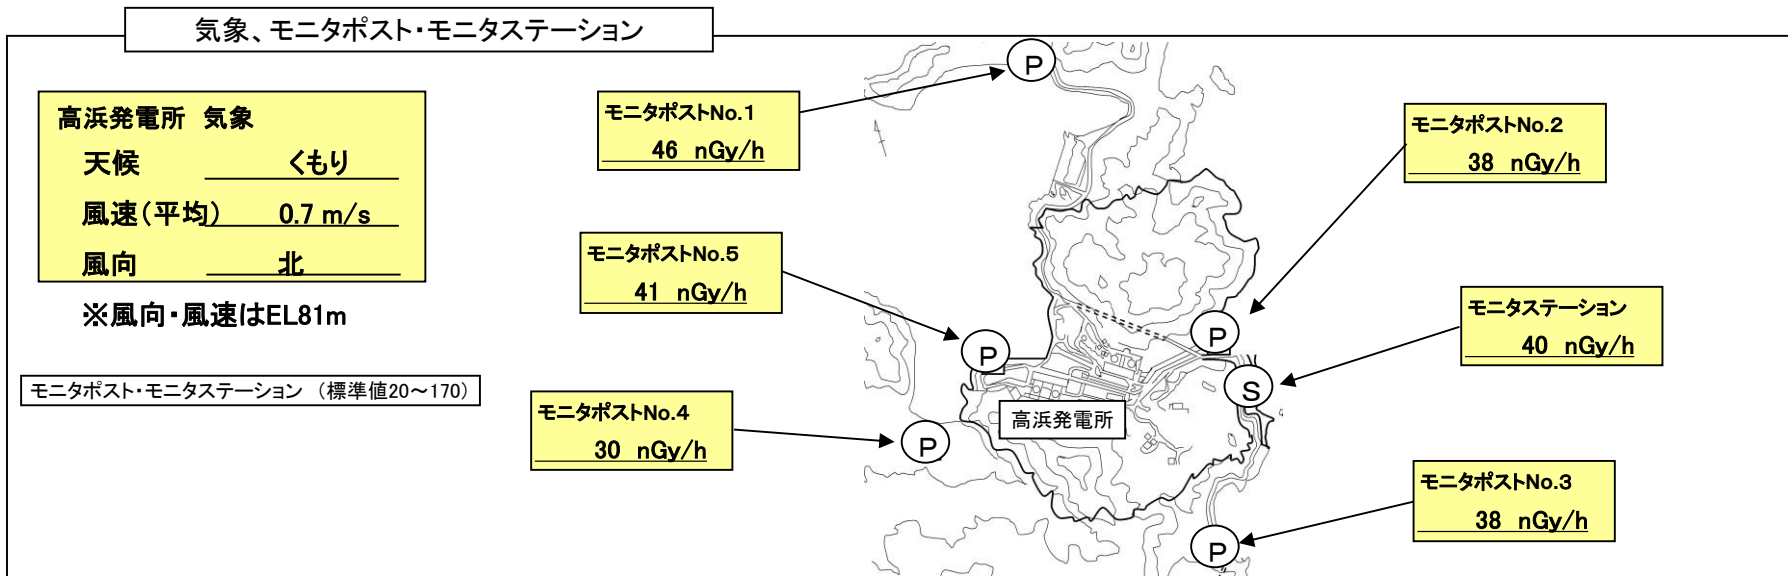 気象、モニタポスト・モニタステーション
高浜発電所 気象
天候 くもり
風速(平均) 0.7 m/s
風向 北
※風向・風速はEL81m
モニタポスト・モニタステーション (標準値20~170)
モニタポストNo.1
46 nGy/h
モニタポストNo.5
41 nGy/h
モニタポストNo.4
30 nGy/h
モニタポストNo.2
38 nGy/h
モニタステーション
40 nGy/h
モニタポストNo.3
38 nGy/h
P
P
P
S
P
P
高浜発電所